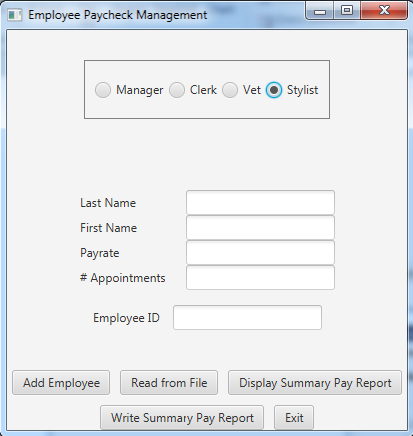 Employee Paycheck Management
Manager Clerk Vet Stylist
Last Name
First Name
Payrate
# Appointments
Employee ID
Add Employee Read from File Display Summary Pay Report
Write Summary Pay Report Exit